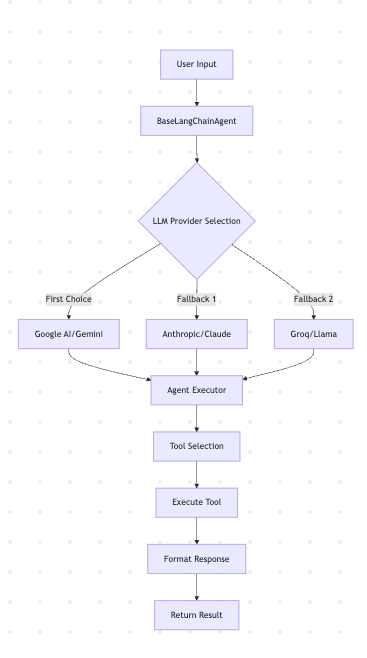 User Input
BaseLangChainAgent
LLM Provider Selection
First Choice
Fallback 1
Fallback 2
Google AI/Gemini
Anthropic/Claude
Groq/Llama
Agent Executor
Tool Selection
Execute Tool
Format Response
Return Result